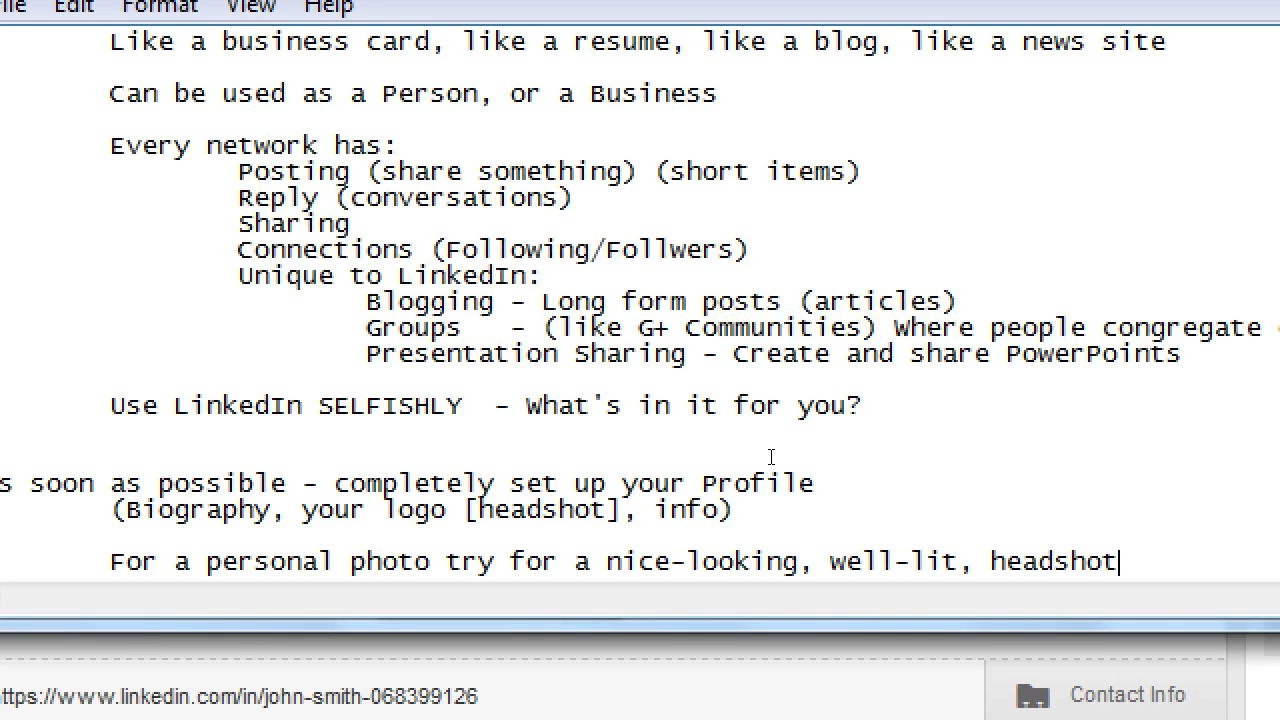 File Edit Format View Help
Like a business card, like a resume, like a blog, like a news site
Can be used as a Person, or a Business
Every network has:
Posting (share something) (short items)
Reply (conversations)
Sharing
Connections (Following/Follwers)
Unique to LinkedIn:
Blogging - Long form posts (articles)
Groups - (like G+ Communities) Where people congregate
Presentation Sharing - Create and share PowerPoints
Use LinkedIn SELFISHLY - What's in it for you?
s soon as possible - completely set up your Profile
(Biography, your logo [headshot], info)
For a personal photo try for a nice-looking, well-lit, headshot
ttps://www.linkedin.com/in/john-smith-068399126 Contact Info